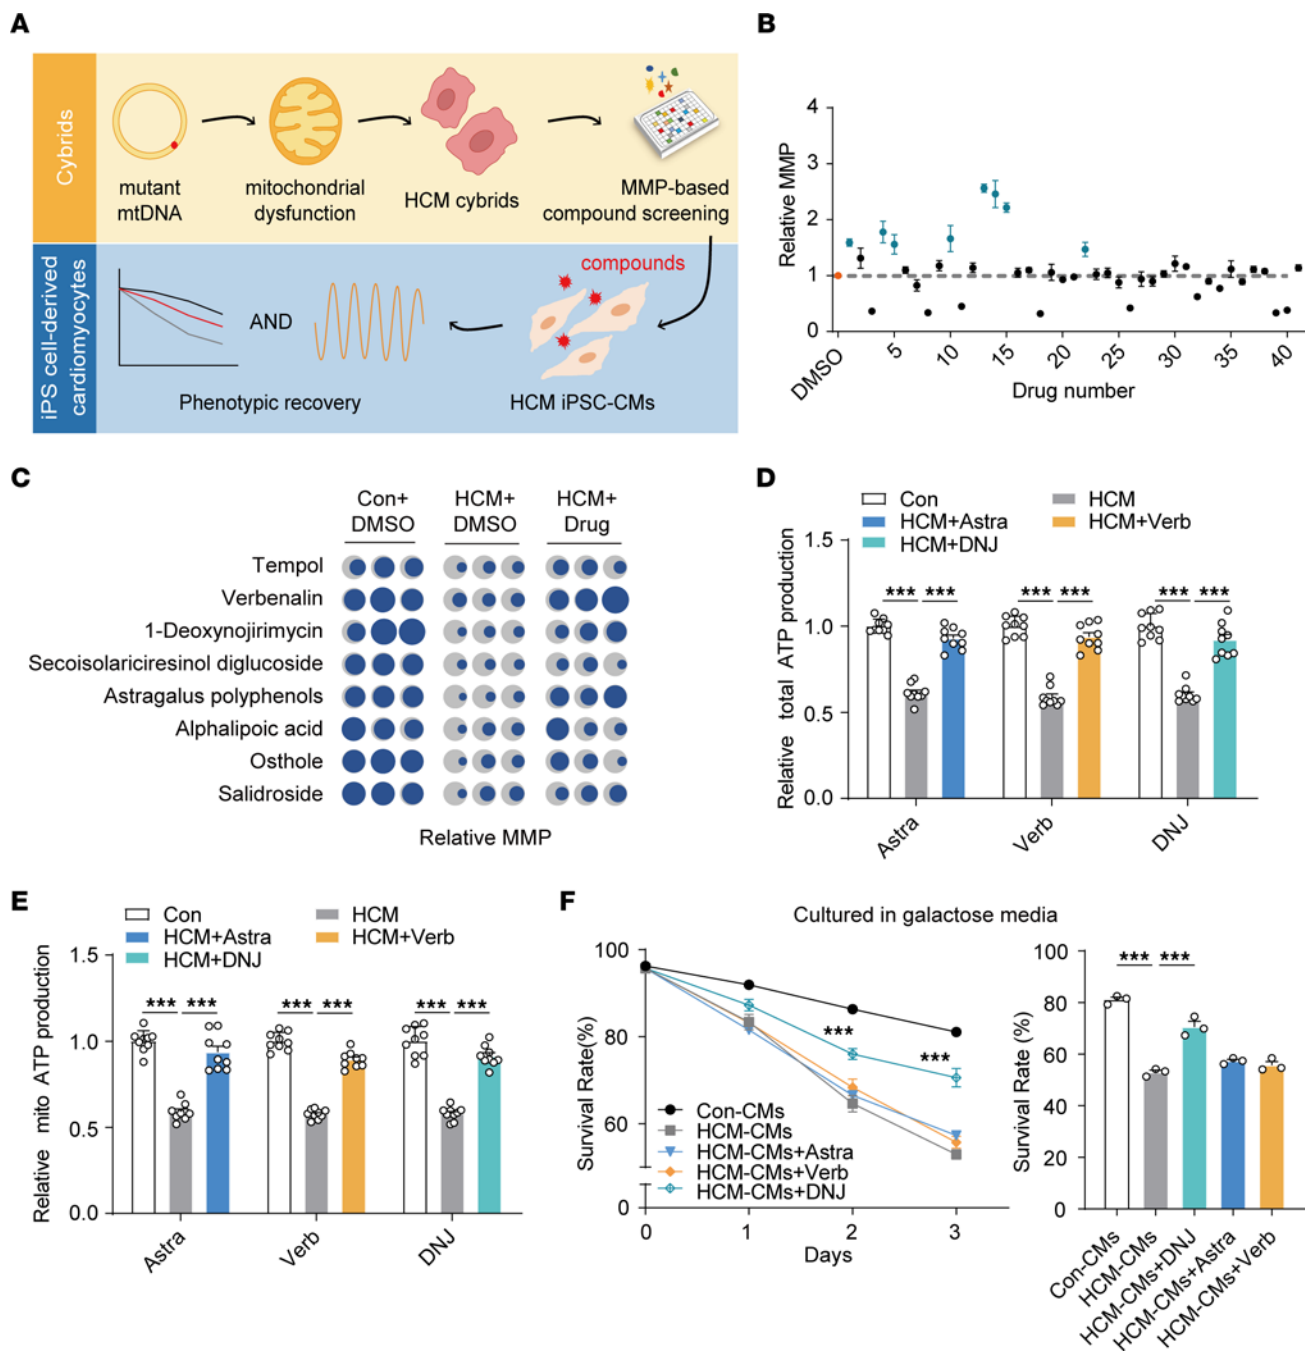 A
Cybrids
mutant
mtDNA
mitochondrial
dysfunction
HCM cybrids
MMP-based
compound screening
iPS cell-derived
cardiomyocytes
compounds
AND
Phenotypic recovery
HCM iPSC-CMs
B
Relative MMP
4
3
2
1
0
DMSO
5
10
15
20
25
30
35
40
Drug number
C
Con+
DMSO
HCM+
DMSO
HCM+
Drug
Tempol
Verbenalin
1-Deoxynojirimycin
Secoisolariciresinol diglucoside
Astragalus polyphenols
Alphalipoic acid
Osthole
Salidroside
Relative MMP
D
Con
HCM
HCM+Astra
HCM+Verb
HCM+DNJ
Relative total ATP production
1.5
1.0
0.5
0.0
*** *** *** *** *** ***
Astra
Verb
DNJ
E
Con
HCM
HCM+Astra
HCM+Verb
HCM+DNJ
Relative mito ATP production
1.5
1.0
0.5
0.0
*** *** *** *** *** ***
Astra
Verb
DNJ
F
Cultured in galactose media
Survival Rate(%)
100
80
60
0
***
***
Con-CMs
HCM-CMs
HCM-CMs+Astra
HCM-CMs+Verb
HCM-CMs+DNJ
0
1
2
3
Days
Survival Rate (%)
100
80
60
40
20
0
*** ***
Con-CMs
HCM-CMs
HCM-CMs+DNJ
HCM-CMs+Astra
HCM-CMs+Verb